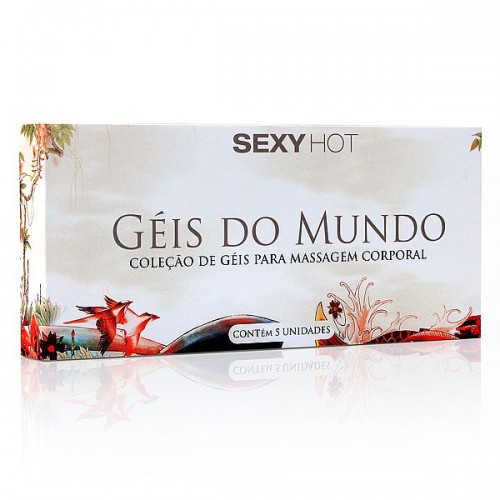 SEXY HOT
GÉIS DO MUNDO
COLEÇÃO DE GÉIS PARA MASSAGEM CORPORAL
CONTÉM 5 UNIDADES